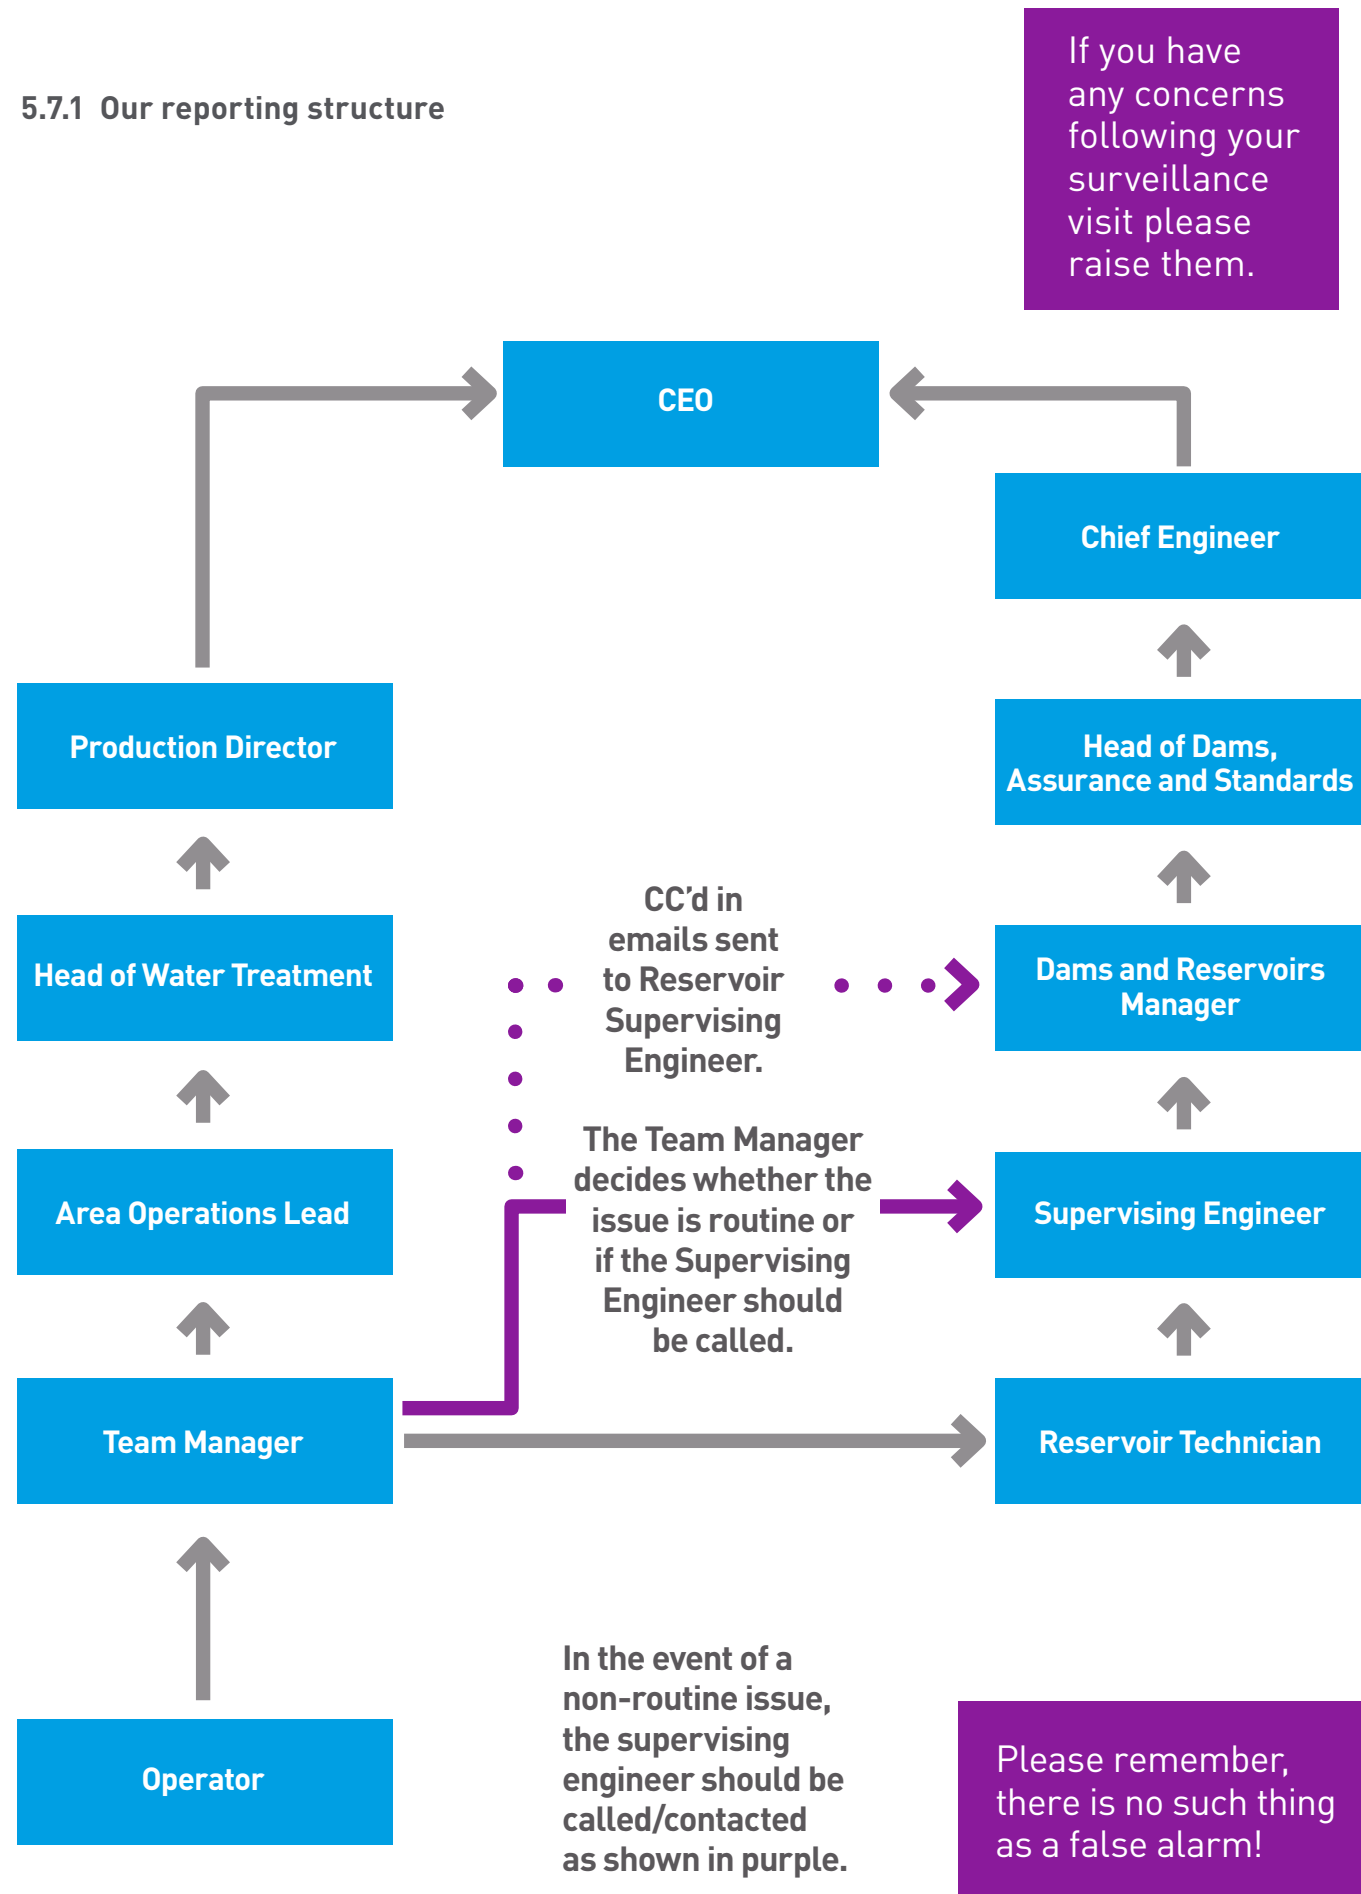 5.7.1 Our reporting structure
If you have
any concerns
following your
surveillance
visit please
raise them.
CEO
Chief Engineer
Production Director
Head of Dams,
Assurance and Standards
Head of Water Treatment
CC’d in
emails sent
to Reservoir
Supervising
Engineer.
Dams and Reservoirs
Manager
Area Operations Lead
The Team Manager
decides whether the
issue is routine or
if the Supervising
Engineer should
be called.
Supervising Engineer
Team Manager
Reservoir Technician
Operator
In the event of a
non-routine issue,
the supervising
engineer should be
called/contacted
as shown in purple.
Please remember,
there is no such thing
as a false alarm!